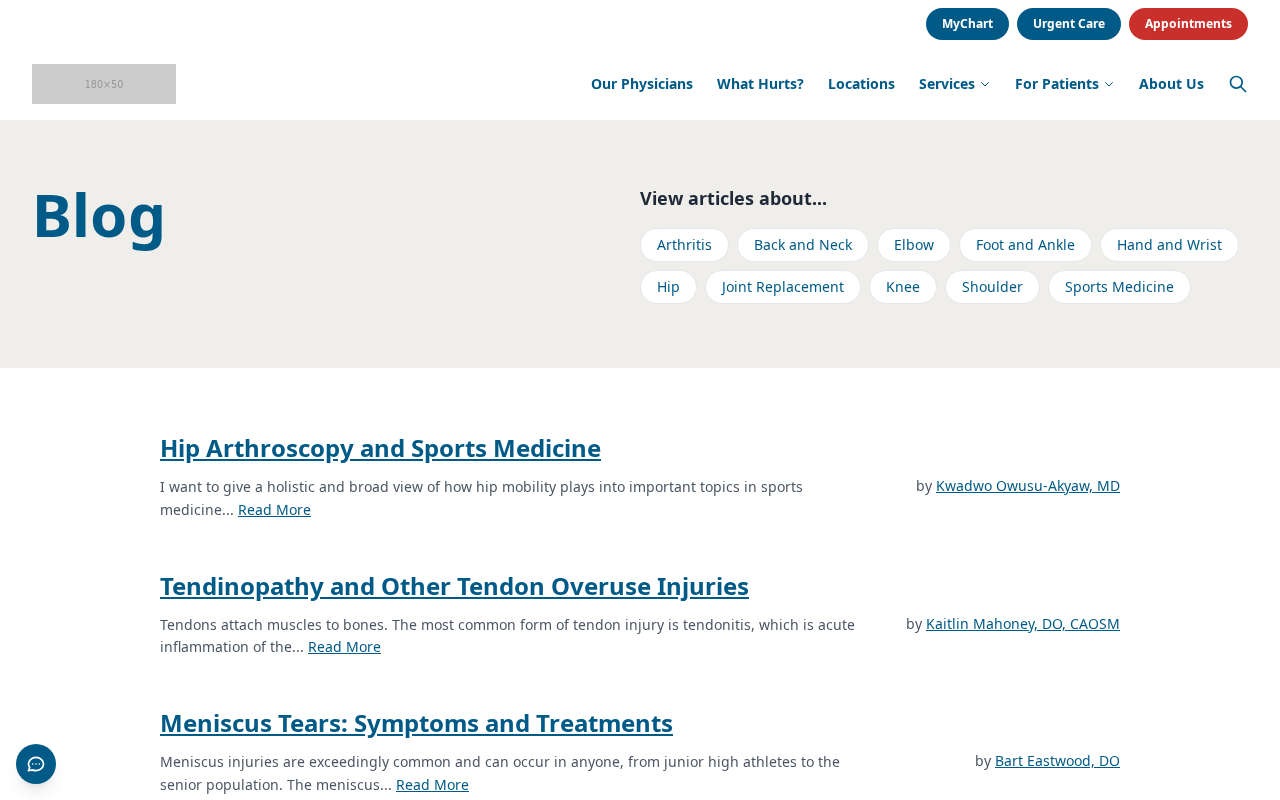 MyChart Urgent Care Appointments
180×50
Our Physicians What Hurts? Locations Services For Patients About Us
Blog
View articles about...
Arthritis Back and Neck Elbow Foot and Ankle Hand and Wrist
Hip Joint Replacement Knee Shoulder Sports Medicine
Hip Arthroscopy and Sports Medicine
I want to give a holistic and broad view of how hip mobility plays into important topics in sports
medicine... Read More
by Kwadwo Owusu-Akyaw, MD
Tendinopathy and Other Tendon Overuse Injuries
Tendons attach muscles to bones. The most common form of tendon injury is tendonitis, which is acute
inflammation of the... Read More
by Kaitlin Mahoney, DO, CAOSM
Meniscus Tears: Symptoms and Treatments
Meniscus injuries are exceedingly common and can occur in anyone, from junior high athletes to the
senior population. The meniscus... Read More
by Bart Eastwood, DO